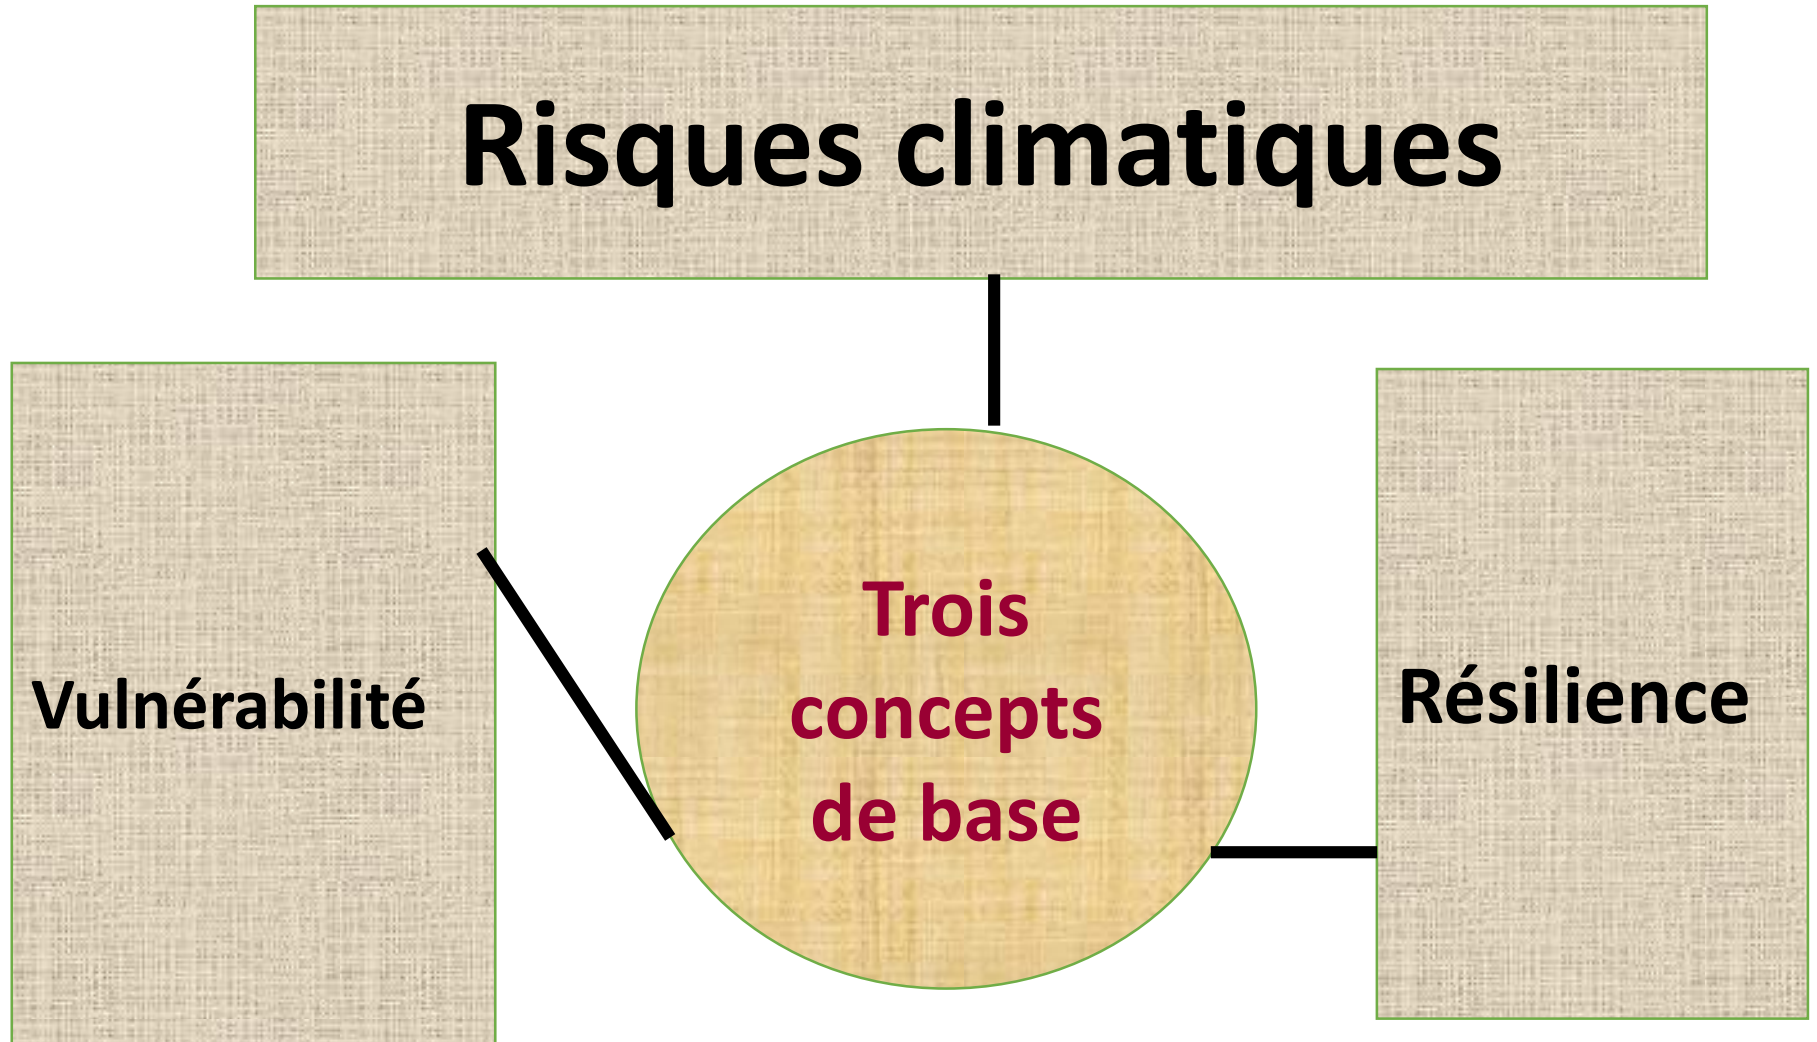 Risques climatiques
Vulnérabilité
Trois
concepts
de base
Résilience